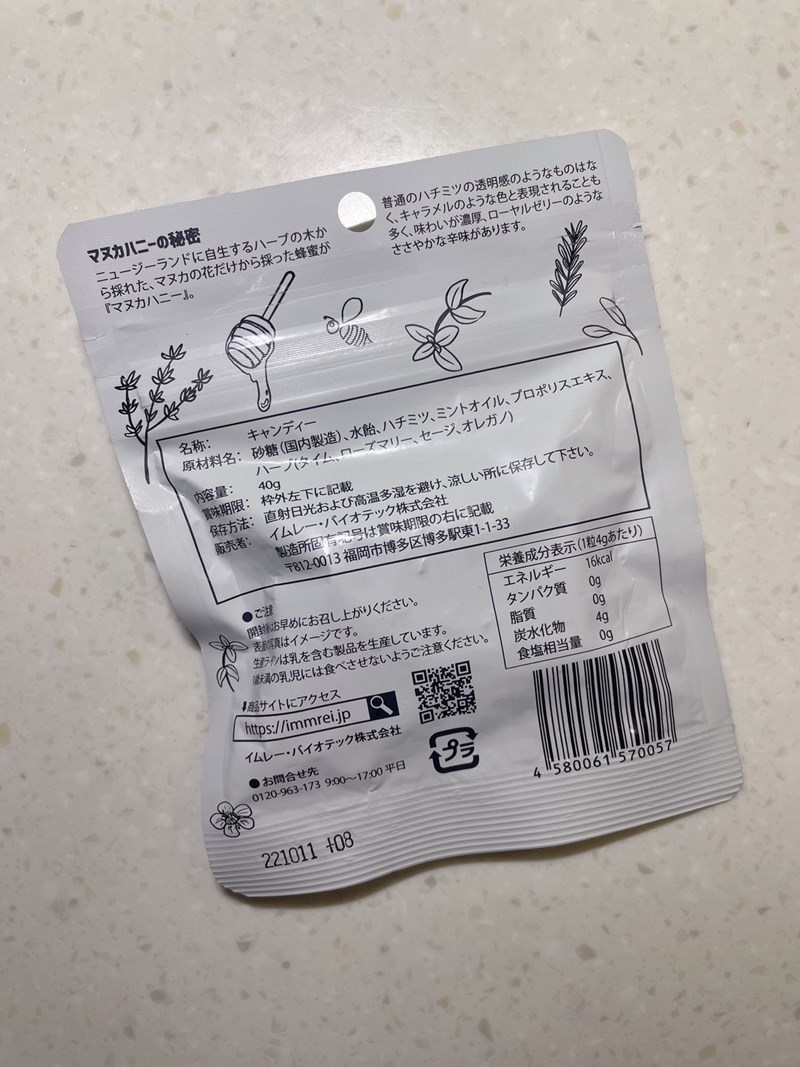 マヌカハニーの秘密
ニュージーランドに自生するハーブの木か
ら採れた、マヌカの花だけから採った蜂蜜が
『マヌカハニー』。
普通のハチミツの透明感のようなものはな
く、キャラメルのような色と表現されることも
多く、味わいが濃厚、ローヤルゼリーのような
ささやかな辛味があります。
名称: キャンディー
原材料名: 砂糖(国内製造)、水飴、ハチミツ、ミントオイル、プロポリスエキス、
ハーブ(タイム、ローズマリー、セージ、オレガノ)
内容量: 40g
賞味期限: 枠外左下に記載
保存方法: 直射日光および高温多湿を避け、涼しい所に保存して下さい。
販売者: イムレー・バイオテック株式会社
製造所固有記号は賞味期限の右に記載
〒812-0013 福岡市博多区博多駅東1-1-33
栄養成分表示(1粒4gあたり)
エネルギー 16kcal
タンパク質 0g
脂質 0g
炭水化物 4g
食塩相当量 0g
●ご注意
開封後はお早めにお召し上がりください。
表面写真はイメージです。
生産ラインは乳を含む製品を生産しています。
1歳未満の乳児には食べさせないようご注意ください。
商品サイトにアクセス
https://immrei.jp
イムレー・バイオテック株式会社
●お問合せ先
0120-963-173 9:00〜17:00 平日
プラ
4 580061 570057
221011 +08